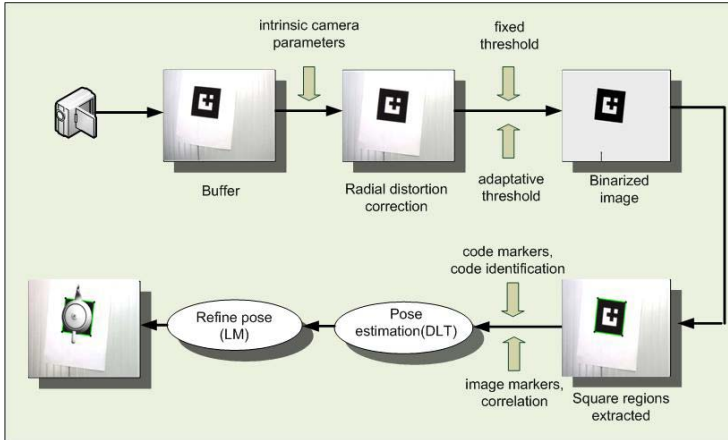 intrinsic camera
parameters
fixed
threshold
Buffer
Radial distortion
correction
adaptative
threshold
Binarized
image
code markers,
code identification
Refine pose
(LM)
Pose
estimation(DLT)
image markers,
correlation
Square regions
extracted